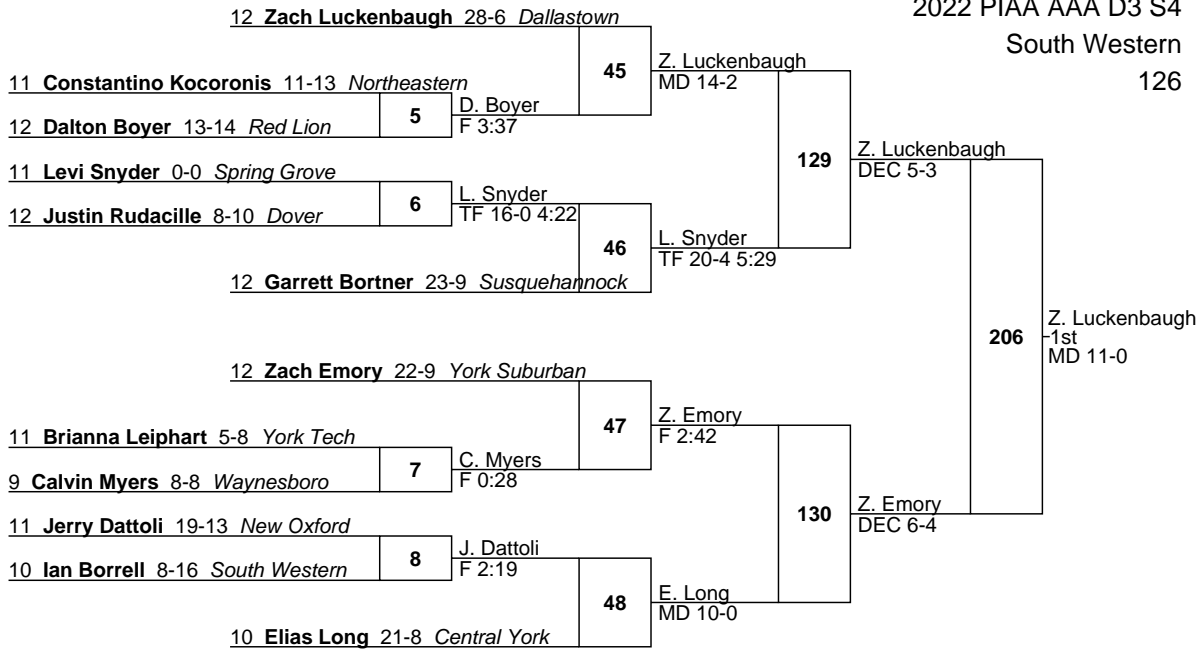 2022 PIAA AAA D3 S4
South Western
126
12 Zach Luckenbaugh 28-6 Dallastown
45
Z. Luckenbaugh
MD 14-2
11 Constantino Kocoronis 11-13 Northeastern
5
D. Boyer
F 3:37
12 Dalton Boyer 13-14 Red Lion
129
Z. Luckenbaugh
DEC 5-3
11 Levi Snyder 0-0 Spring Grove
6
L. Snyder
TF 16-0 4:22
12 Justin Rudacille 8-10 Dover
46
L. Snyder
TF 20-4 5:29
12 Garrett Bortner 23-9 Susquehannock
206
Z. Luckenbaugh
1st
MD 11-0
12 Zach Emory 22-9 York Suburban
47
Z. Emory
F 2:42
11 Brianna Leiphart 5-8 York Tech
7
C. Myers
F 0:28
9 Calvin Myers 8-8 Waynesboro
130
Z. Emory
DEC 6-4
11 Jerry Dattoli 19-13 New Oxford
8
J. Dattoli
F 2:19
10 Ian Borrell 8-16 South Western
48
E. Long
MD 10-0
10 Elias Long 21-8 Central York